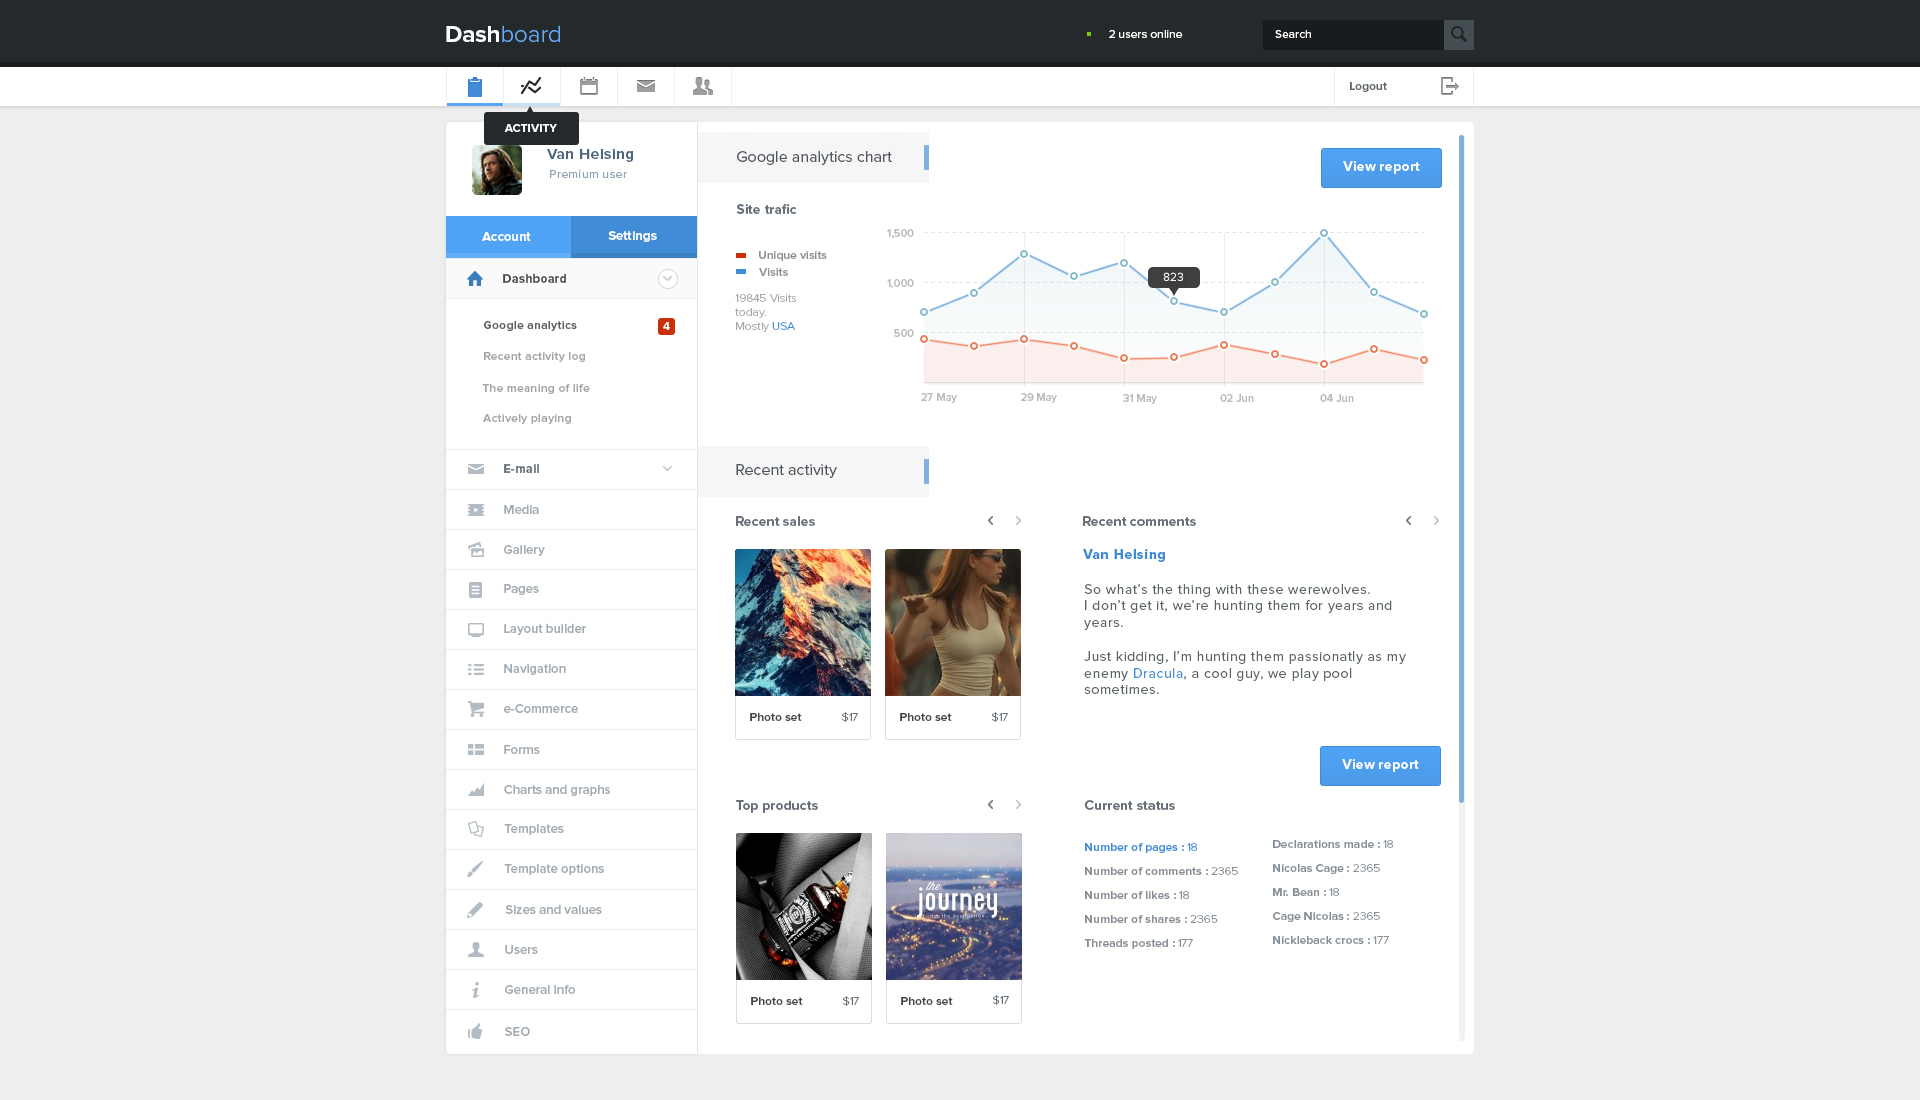 Dashboard
2 users online
Search
Logout
ACTIVITY
Van Helsing
Premium user
Account
Settings
Dashboard
Google analytics
4
Recent activity log
The meaning of life
Actively playing
E-mail
Media
Gallery
Pages
Layout builder
Navigation
e-Commerce
Forms
Charts and graphs
Templates
Template options
Sizes and values
Users
General info
SEO
Google analytics chart
View report
Site trafic
Unique visits
Visits
19845 Visits
today.
Mostly USA
1,500
1,000
500
823
27 May
29 May
31 May
02 Jun
04 Jun
Recent activity
Recent sales
Photo set
$17
Photo set
$17
Recent comments
Van Helsing
So what's the thing with these werewolves.
I don't get it, we're hunting them for years and
years.
Just kidding, I'm hunting them passionatly as my
enemy Dracula, a cool guy, we play pool
sometimes.
View report
Top products
the
journey
Photo set
$17
Photo set
$17
Current status
Number of pages : 18
Number of comments : 2365
Number of likes : 18
Number of shares : 2365
Threads posted : 177
Declarations made : 18
Nicolas Cage : 2365
Mr. Bean : 18
Cage Nicolas : 2365
Nickleback crocs : 177